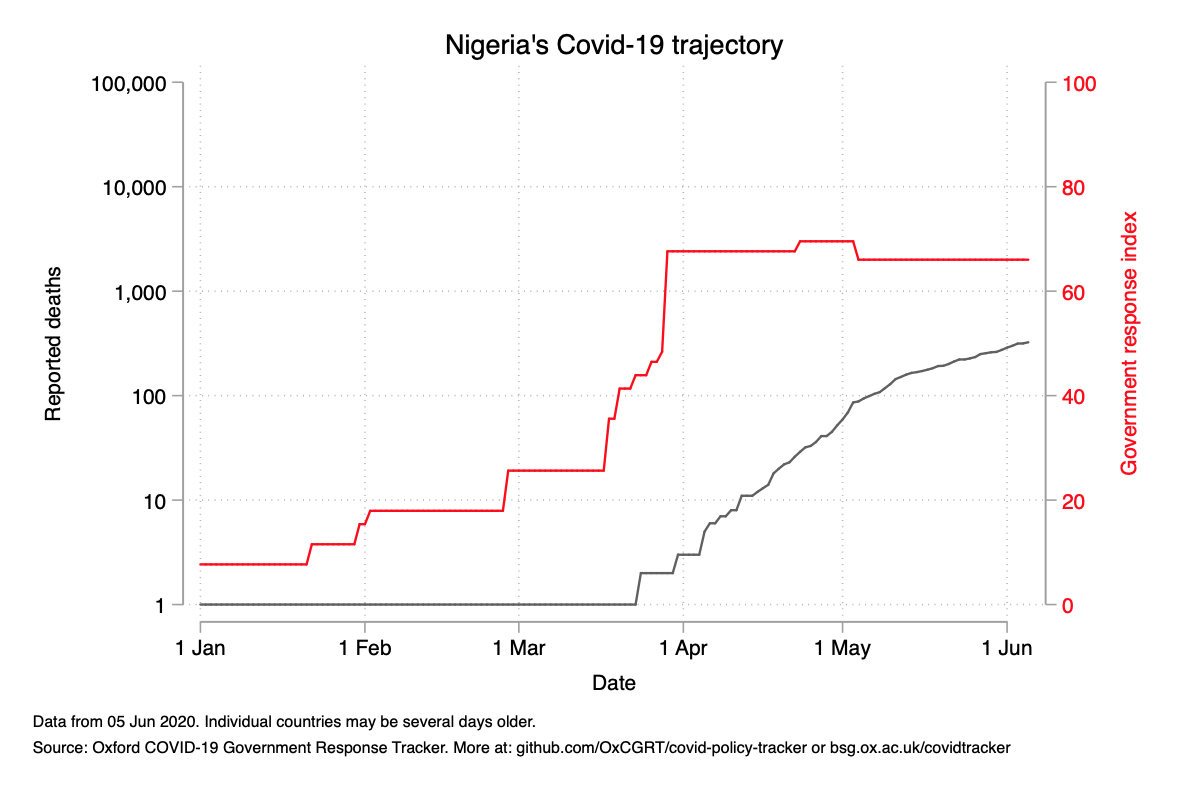 Nigeria's Covid-19 trajectory
100,000
10,000
1,000
100
10
1
Reported deaths
100
80
60
40
20
0
Government response index
1 Jan
1 Feb
1 Mar
1 Apr
1 May
1 Jun
Date
Data from 05 Jun 2020. Individual countries may be several days older.
Source: Oxford COVID-19 Government Response Tracker. More at: github.com/OxCGRT/covid-policy-tracker or bsg.ox.ac.uk/covidtracker